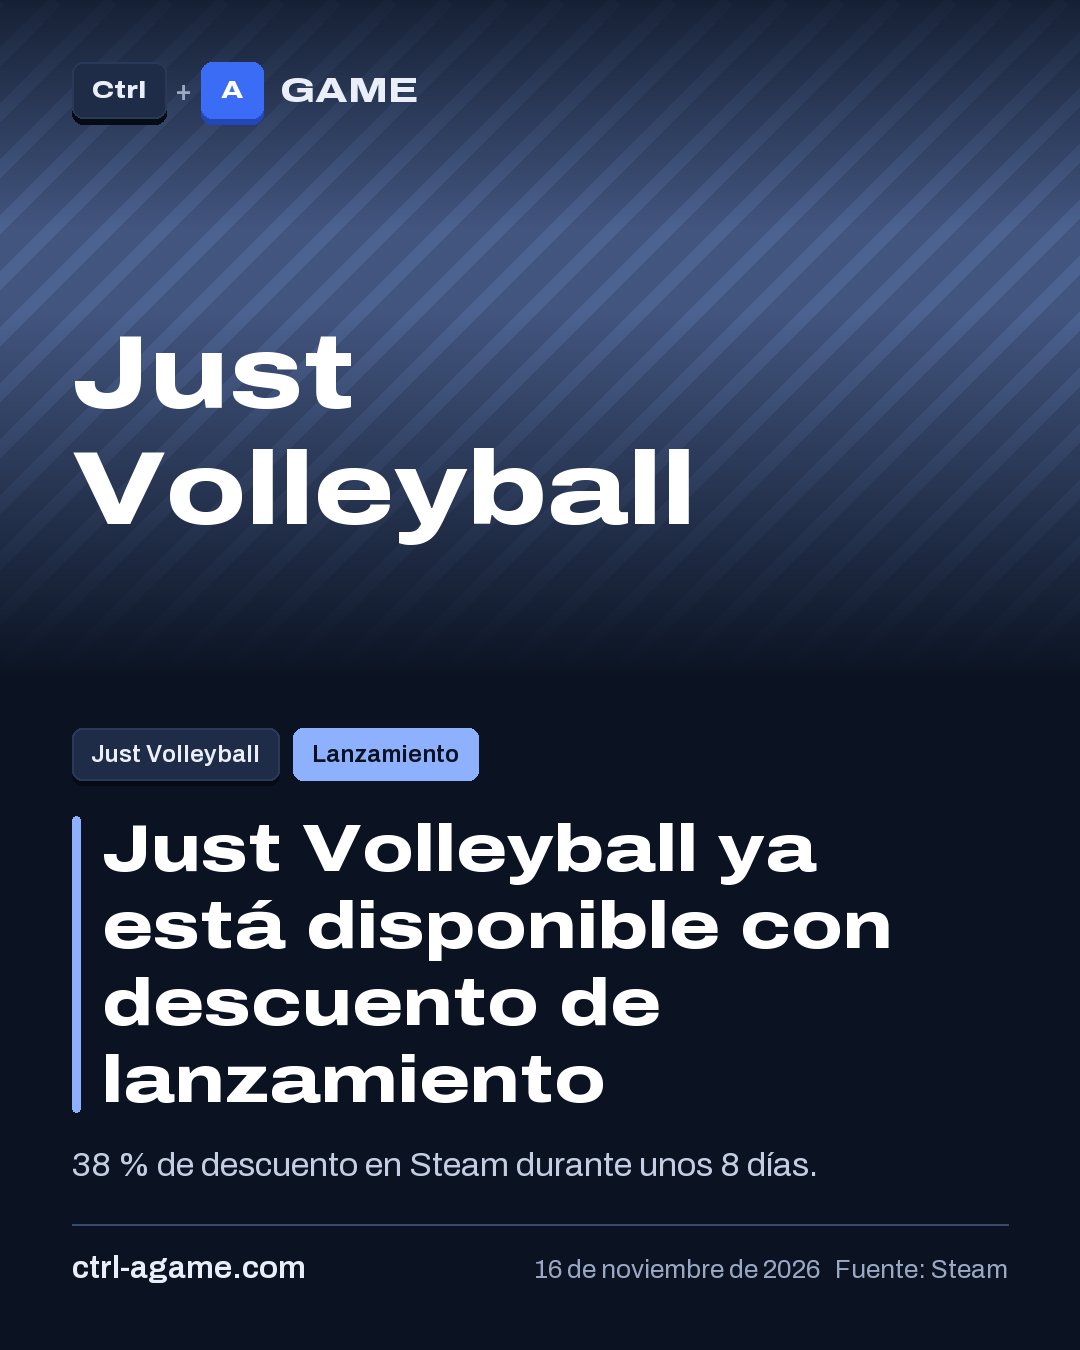 Ctrl + A GAME
Just
Volleyball
Just Volleyball Lanzamiento
Just Volleyball ya
está disponible con
descuento de
lanzamiento
38 % de descuento en Steam durante unos 8 días.
ctrl-agame.com 16 de noviembre de 2026 Fuente: Steam